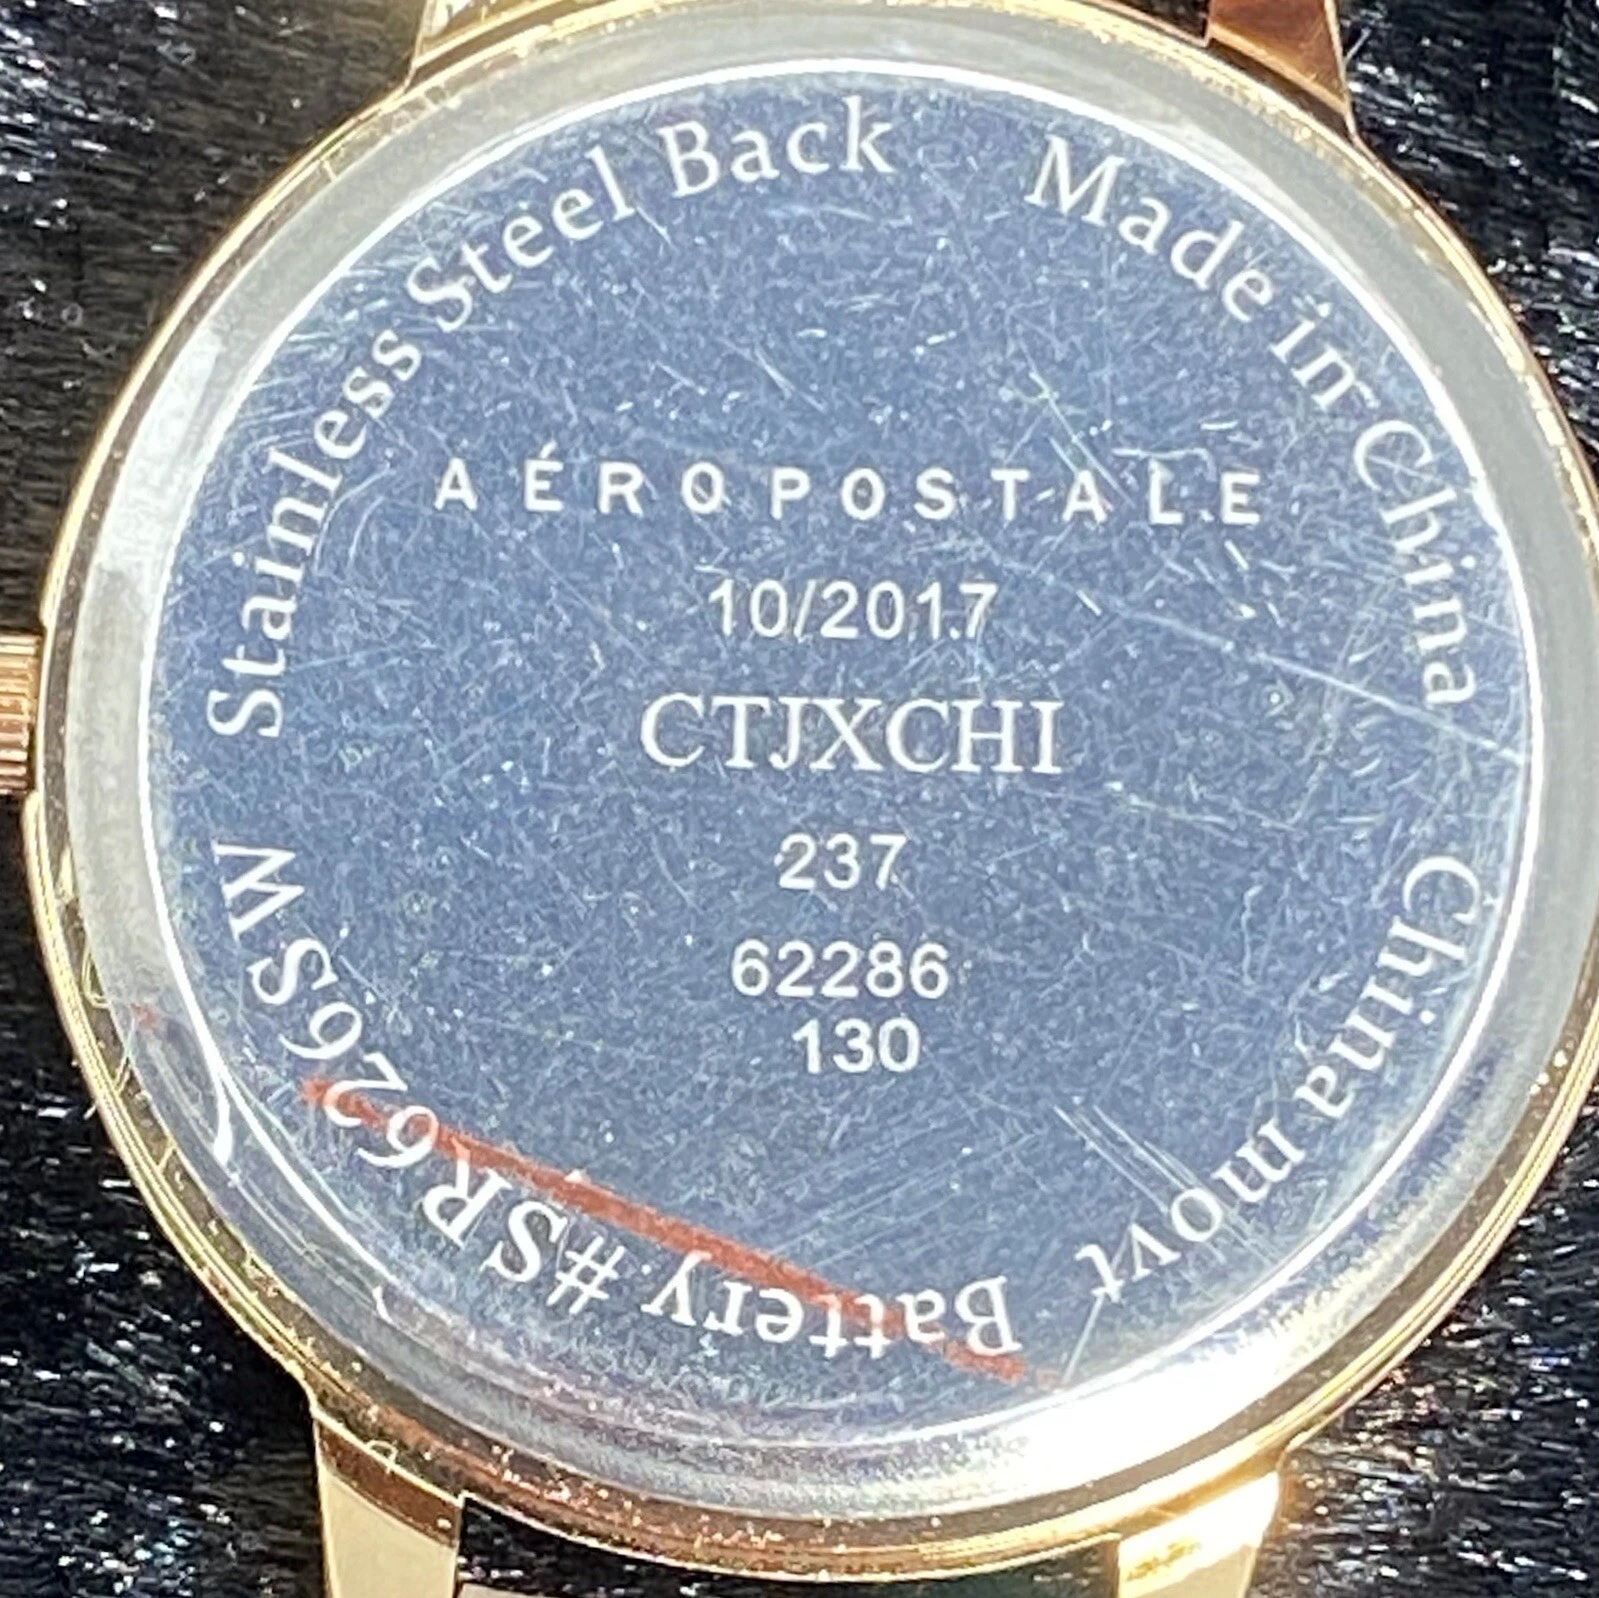 Stainless Steel Back
Made in China
AÉROPOSTALE
10/2017
CTJXCHI
237
62286
130
China movt
Battery #SR626SW